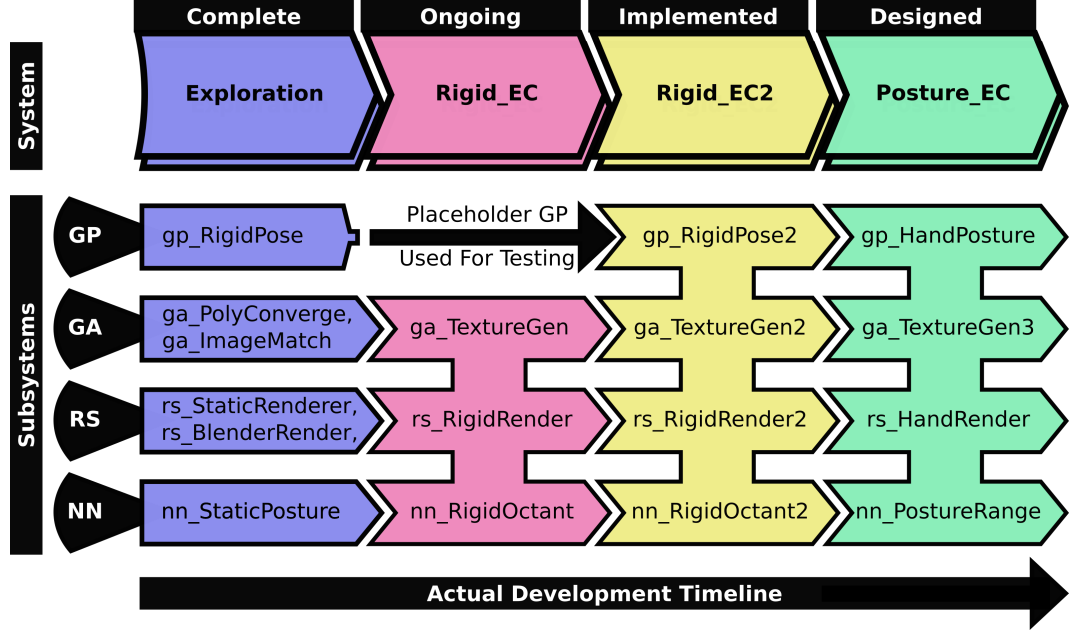 Complete
Ongoing
Implemented
Designed
System
Exploration
Rigid_EC
Rigid_EC2
Posture_EC
Subsystems
GP
gp_RigidPose
Placeholder GP
Used For Testing
gp_RigidPose2
gp_HandPosture
GA
ga_PolyConverge,
ga_ImageMatch
ga_TextureGen
ga_TextureGen2
ga_TextureGen3
RS
rs_StaticRenderer,
rs_BlenderRender,
rs_RigidRender
rs_RigidRender2
rs_HandRender
NN
nn_StaticPosture
nn_RigidOctant
nn_RigidOctant2
nn_PostureRange
Actual Development Timeline